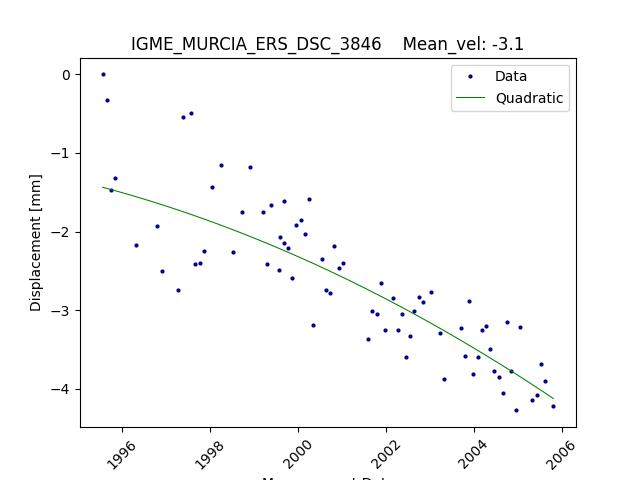 IGME_MURCIA_ERS_DSC_3846    Mean_vel: -3.1
Data
Quadratic
0
−1
−2
−3
−4
Displacement [mm]
1996
1998
2000
2002
2004
2006